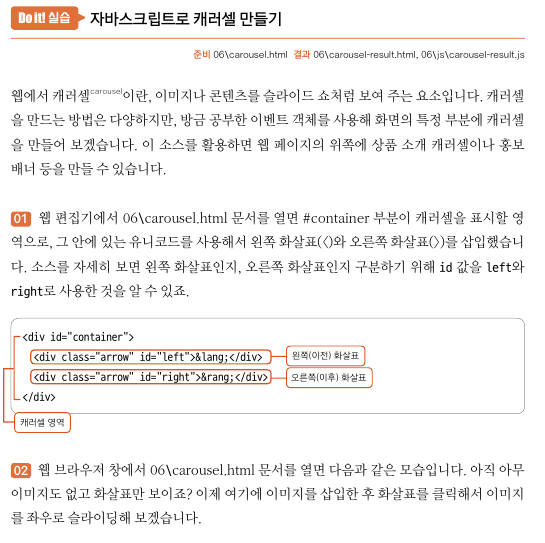 Do it! 실습 자바스크립트로 캐러셀 만들기
준비 06\carousel.html 결과 06\carousel-result.html, 06\js\carousel-result.js
웹에서 캐러셀carousel이란, 이미지나 콘텐츠를 슬라이드 쇼처럼 보여 주는 요소입니다. 캐러셀
을 만드는 방법은 다양하지만, 방금 공부한 이벤트 객체를 사용해 화면의 특정 부분에 캐러셀
을 만들어 보겠습니다. 이 소스를 활용하면 웹 페이지의 위쪽에 상품 소개 캐러셀이나 홍보
배너 등을 만들 수 있습니다.
01 웹 편집기에서 06\carousel.html 문서를 열면 #container 부분이 캐러셀을 표시할 영
역으로, 그 안에 있는 유니코드를 사용해서 왼쪽 화살표(〈)와 오른쪽 화살표(〉)를 삽입했습니
다. 소스를 자세히 보면 왼쪽 화살표인지, 오른쪽 화살표인지 구분하기 위해 id 값을 left와
right로 사용한 것을 알 수 있죠.
<div id="container">
<div class="arrow" id="left">&lang;</div> 왼쪽(이전) 화살표
<div class="arrow" id="right">&rang;</div> 오른쪽(이후) 화살표
</div>
캐러셀 영역
02 웹 브라우저 창에서 06\carousel.html 문서를 열면 다음과 같은 모습입니다. 아직 아무
이미지도 없고 화살표만 보이죠? 이제 여기에 이미지를 삽입한 후 화살표를 클릭해서 이미지
를 좌우로 슬라이딩해 보겠습니다.